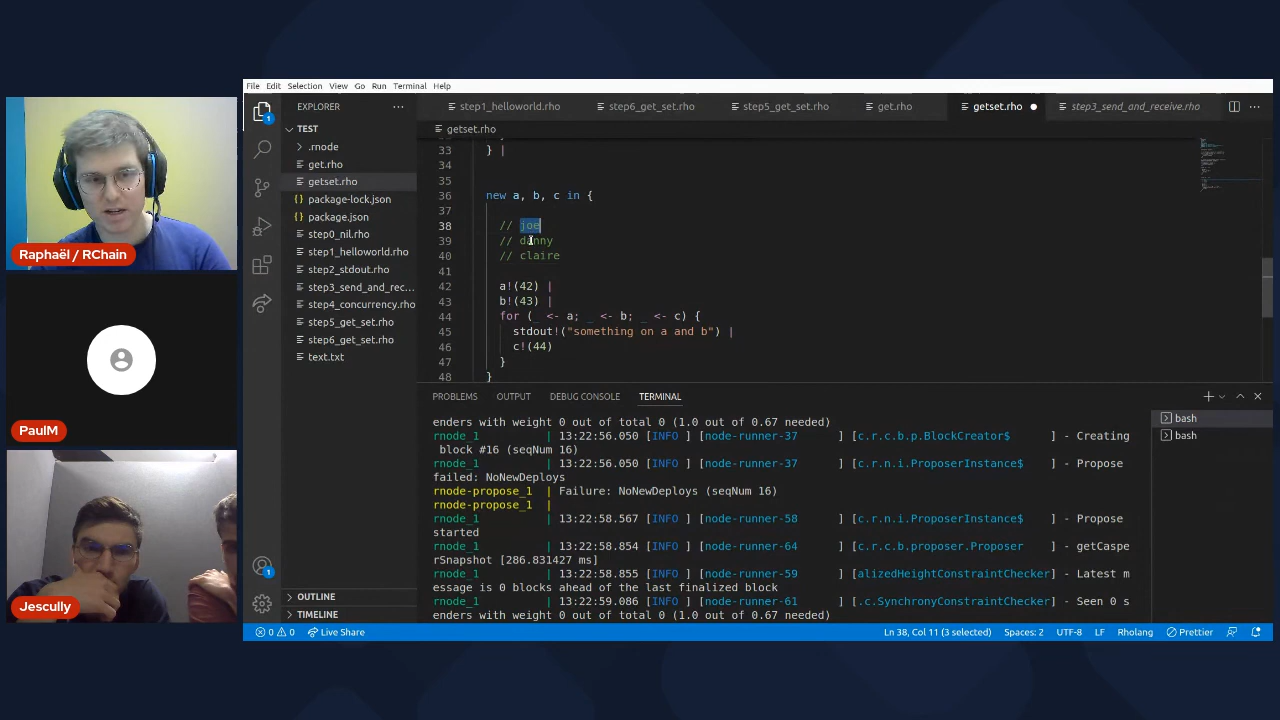 File Edit Selection View Go Run Terminal Help
EXPLORER
step1_helloworld.rho
step6_get_set.rho
step5_get_set.rho
get.rho
getset.rho
step3_send_and_receive.rho
TEST
getset.rho
.rnode
get.rho
getset.rho
package-lock.json
package.json
step0_nil.rho
step1_helloworld.rho
step2_stdout.rho
step3_send_and_rec...
step4_concurrency.rho
step5_get_set.rho
step6_get_set.rho
text.txt
OUTLINE
TIMELINE
33 } |
34
35
36 new a, b, c in {
37
38 // joe
39 // danny
40 // claire
41
42 a!(42) |
43 b!(43) |
44 for (_ <- a; _ <- b; _ <- c) {
45 stdout!("something on a and b") |
46 c!(44)
47 }
48 }
PROBLEMS OUTPUT DEBUG CONSOLE TERMINAL
bash
bash
enders with weight 0 out of total 0 (1.0 out of 0.67 needed)
rnode_1 | 13:22:56.050 [INFO ] [node-runner-37 ] [c.r.c.b.p.BlockCreator$ ] - Creating
block #16 (seqNum 16)
rnode_1 | 13:22:56.050 [INFO ] [node-runner-37 ] [c.r.n.i.ProposerInstance$ ] - Propose
failed: NoNewDeploys
rnode-propose_1 | Failure: NoNewDeploys (seqNum 16)
rnode-propose_1 |
rnode_1 | 13:22:58.567 [INFO ] [node-runner-58 ] [c.r.n.i.ProposerInstance$ ] - Propose
started
rnode_1 | 13:22:58.854 [INFO ] [node-runner-64 ] [c.r.c.b.proposer.Proposer ] - getCaspe
rSnapshot [286.831427 ms]
rnode_1 | 13:22:58.855 [INFO ] [node-runner-59 ] [alizedHeightConstraintChecker] - Latest m
essage is 0 blocks ahead of the last finalized block
rnode_1 | 13:22:59.086 [INFO ] [node-runner-61 ] [.c.SynchronyConstraintChecker] - Seen 0 s
enders with weight 0 out of total 0 (1.0 out of 0.67 needed)
0 0 Live Share
Ln 38, Col 11 (3 selected) Spaces: 2 UTF-8 LF Rholang Prettier
1
1
Raphaël / RChain
PaulM
Jescully